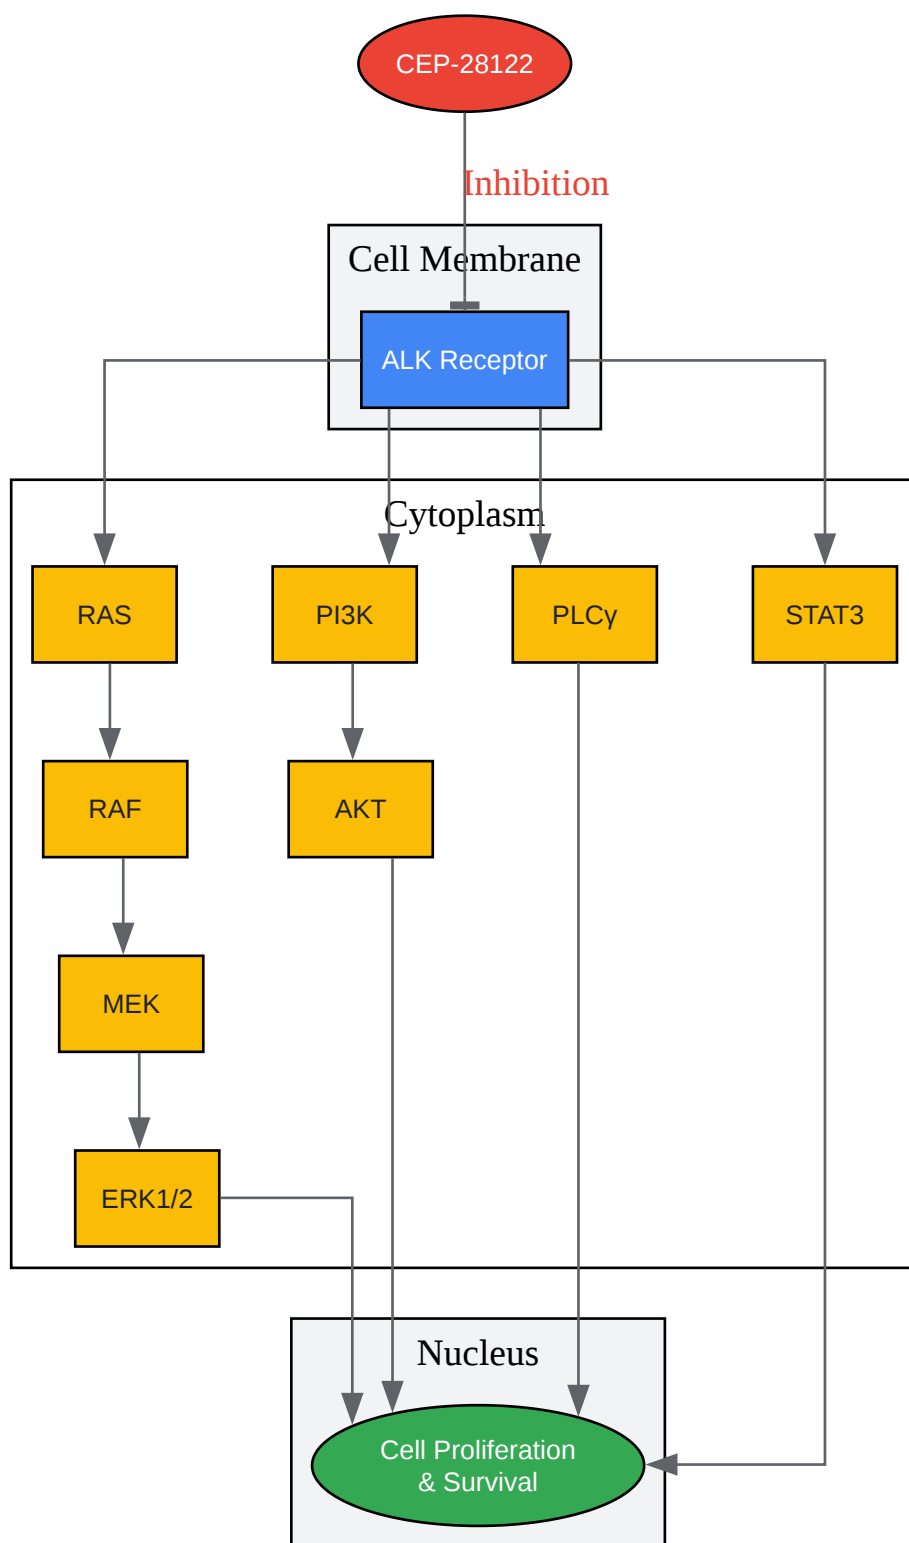 CEP-28122
Inhibition
Cell Membrane
ALK Receptor
Cytoplasm
RAS
PI3K
PLCγ
STAT3
RAF
AKT
MEK
ERK1/2
Nucleus
Cell Proliferation
& Survival